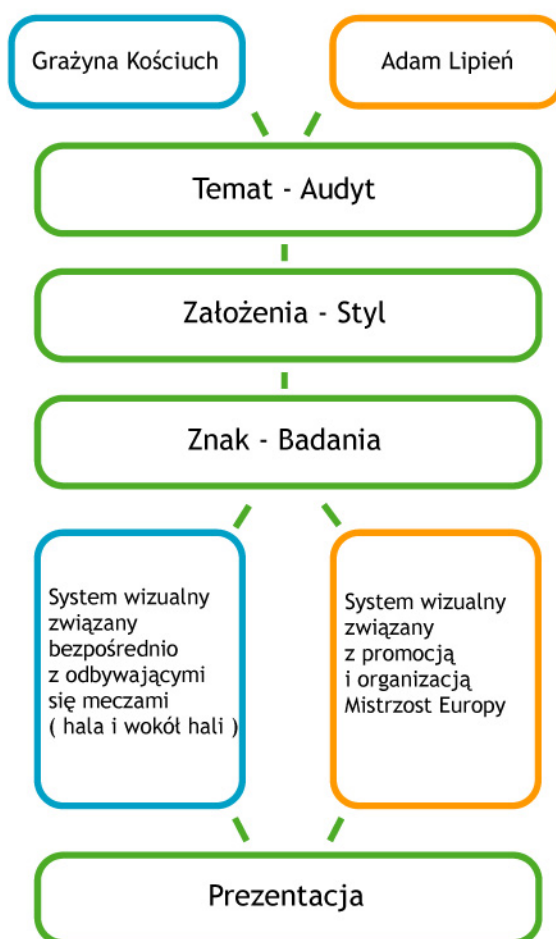 Grażyna Kościuch
Adam Lipień
Temat - Audyt
Założenia - Styl
Znak - Badania
System wizualny
związany
bezpośrednio
z odbywającymi
się meczami
( hala i wokół hali )
System wizualny
związany
z promocją
i organizacją
Mistrzost Europy
Prezentacja